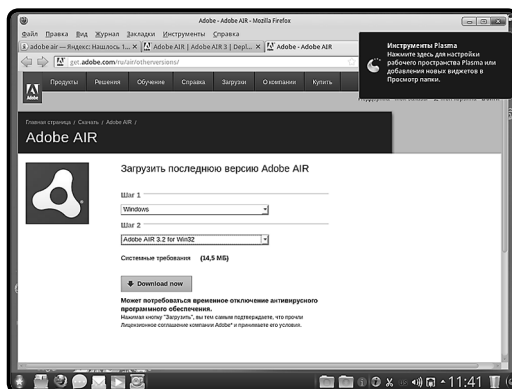 Adobe - Adobe AIR - Mozilla Firefox
Файл Правка Вид Журнал Закладки Инструменты Справка
adobe air — Яндекс: Нашлось 1... Adobe AIR | Adobe AIR 3 | Depl... Adobe - Adobe AIR
get.adobe.com/ru/air/otherversions/
Инструменты Plasma
Нажмите здесь для настройки
рабочего пространства Plasma или
добавления новых виджетов в
Просмотр папки.
Adobe
Продукты Решения Обучение Справка Загрузки О компании Купить
Главная страница / Скачать / Adobe AIR /
Adobe AIR
Загрузить последнюю версию Adobe AIR
Шаг 1
Windows
Шаг 2
Adobe AIR 3.2 for Win32
Системные требования (14,5 МБ)
Download now
Может потребоваться временное отключение антивирусного
программного обеспечения.
Нажимая кнопку "Загрузить", вы тем самым подтверждаете, что прочли
Лицензионное соглашение компании Adobe* и принимаете его условия.
11:41